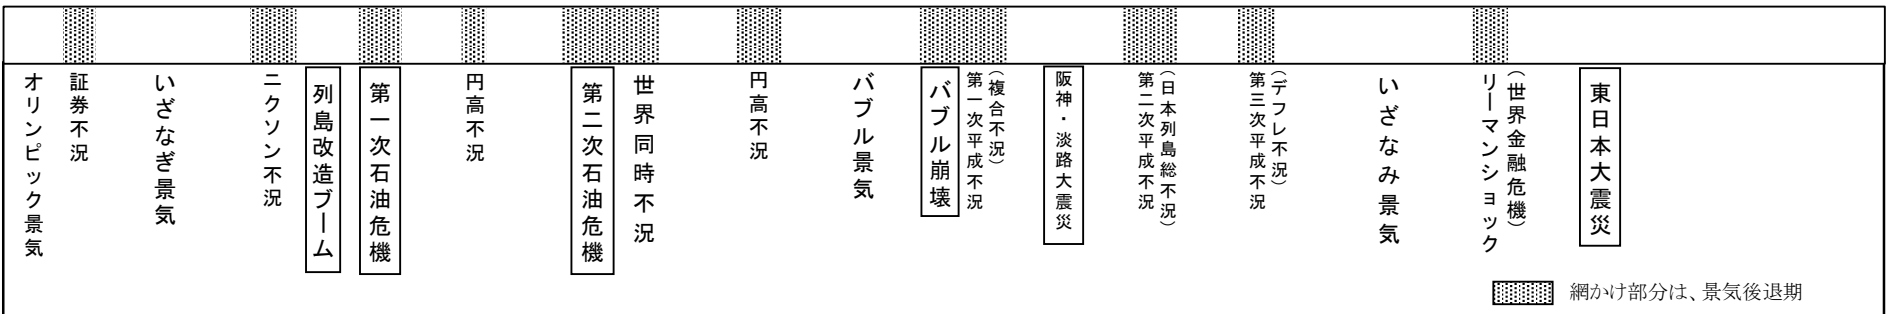 オリンピック景気
証券不況
いざなぎ景気
ニクソン不況
列島改造ブーム
第一次石油危機
円高不況
第二次石油危機
世界同時不況
円高不況
バブル景気
バブル崩壊
第一次平成不況
（複合不況）
阪神・淡路大震災
第二次平成不況
（日本列島総不況）
第三次平成不況
（デフレ不況）
いざなみ景気
リーマンショック
（世界金融危機）
東日本大震災
網かけ部分は、景気後退期